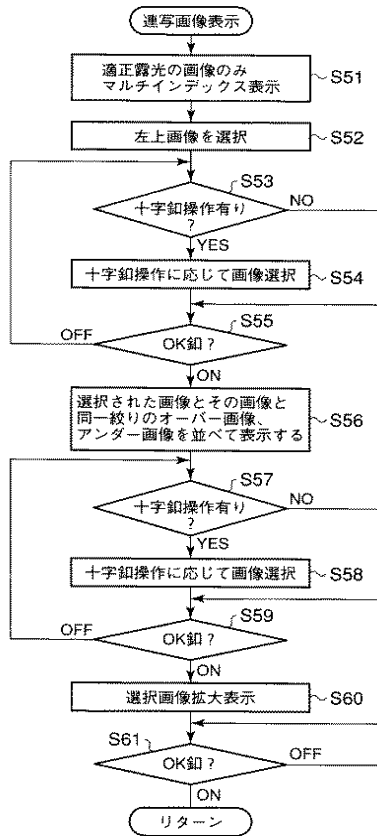 連写画像表示
適正露光の画像のみ
マルチインデックス表示
S51
左上画像を選択
S52
S53
十字釦操作有り
?
NO
YES
十字釦操作に応じて画像選択
S54
S55
OFF
OK釦?
ON
選択された画像とその画像と
同一絞りのオーバー画像、
アンダー画像を並べて表示する
S56
S57
十字釦操作有り
?
NO
YES
十字釦操作に応じて画像選択
S58
S59
OFF
OK釦?
ON
選択画像拡大表示
S60
S61
OK釦?
OFF
ON
リターン